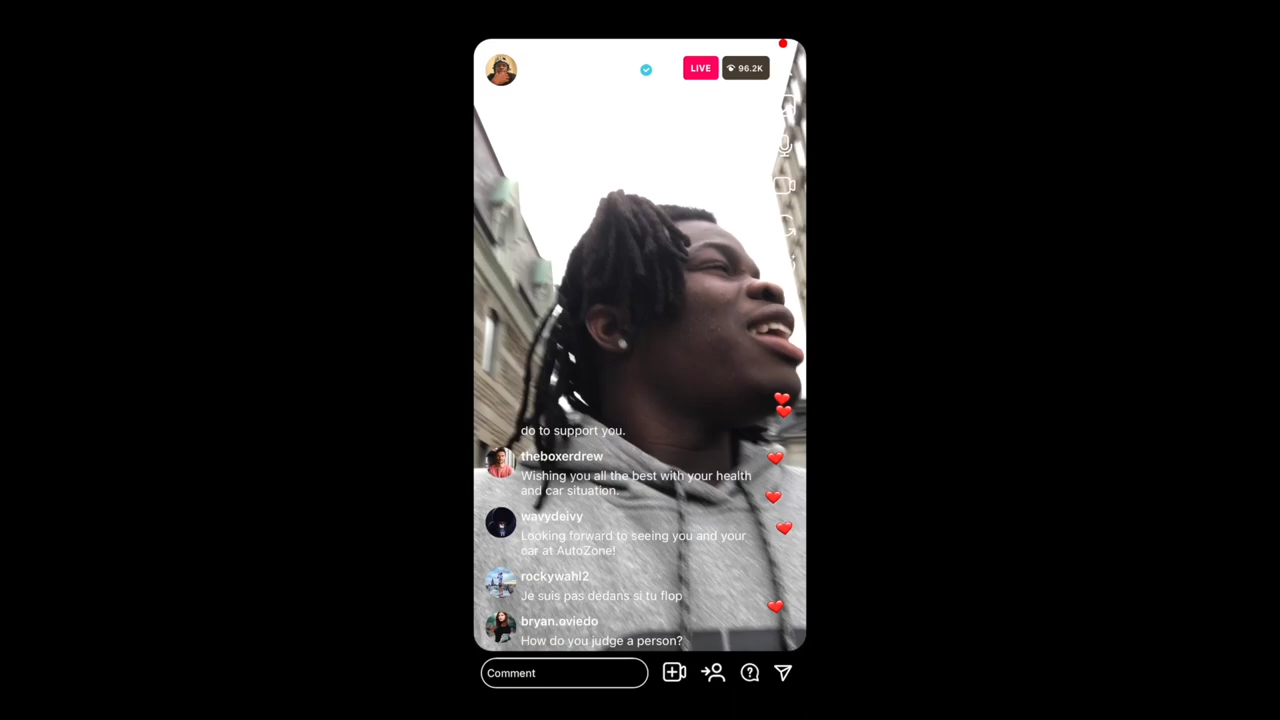 LIVE
96.2K
do to support you.
theboxerdrew
Wishing you all the best with your health
and car situation.
wavydeivy
Looking forward to seeing you and your
car at AutoZone!
rockywahl2
Je suis pas dedans si tu flop
bryan.oviedo
How do you judge a person?
Comment